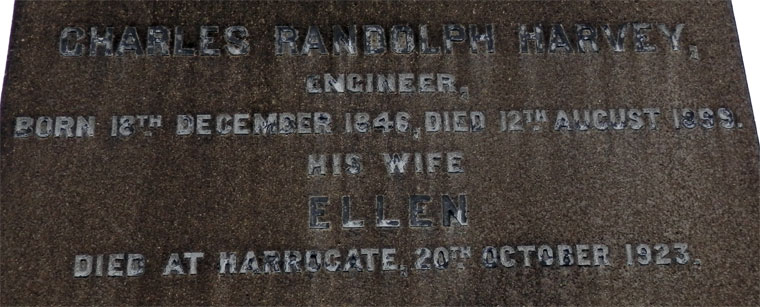 CHARLES RANDOLPH HARVEY,
ENGINEER,
BORN 18TH DECEMBER 1846, DIED 12TH AUGUST 1899.
HIS WIFE
ELLEN
DIED AT HARROGATE, 20TH OCTOBER 1923.